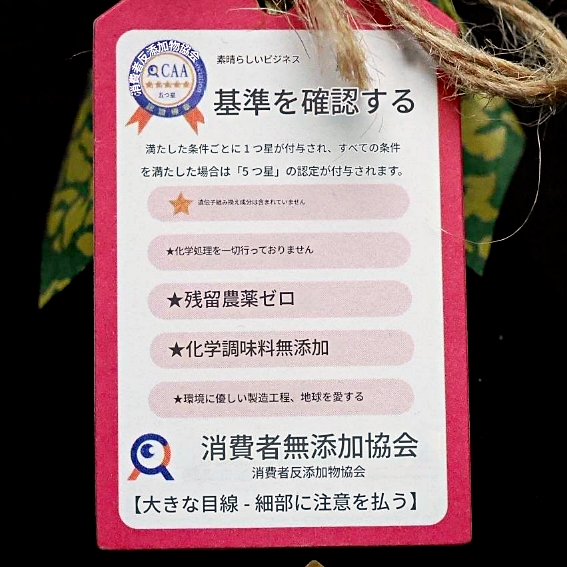 消費者反添加物協会
CAA
五つ星
素晴らしいビジネス
基準を確認する
満たした条件ごとに1つ星が付与され、すべての条件
を満たした場合は「5つ星」の認定が付与されます。
遺伝子組み換え成分は含まれていません
★化学処理を一切行っておりません
★残留農薬ゼロ
★化学調味料無添加
★環境に優しい製造工程、地球を愛する
消費者無添加協会
消費者反添加物協会
【大きな目線 - 細部に注意を払う】